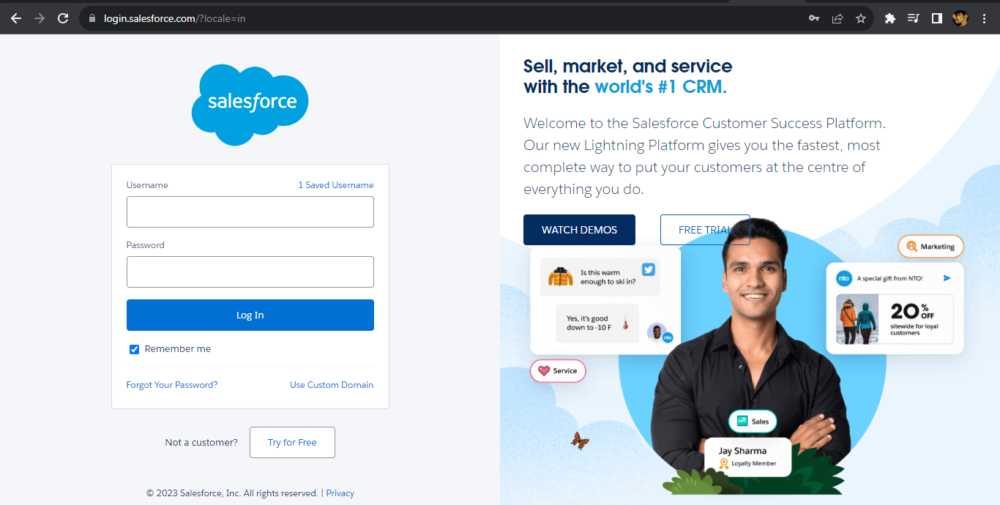 login.salesforce.com/?locale=in
salesforce
Username
1 Saved Username
Password
Log In
Remember me
Forgot Your Password?
Use Custom Domain
Not a customer?
Try for Free
© 2023 Salesforce, Inc. All rights reserved. | Privacy
Sell, market, and service
with the world's #1 CRM.
Welcome to the Salesforce Customer Success Platform.
Our new Lightning Platform gives you the fastest, most
complete way to put your customers at the centre of
everything you do.
WATCH DEMOS
FREE TRIAL
Is this warm
enough to ski in?
Yes, it's good
down to -10 F
nto
Service
Marketing
nto
A special gift from NTO!
20% OFF
sitewide for loyal
customers
Sales
Jay Sharma
Loyalty Member